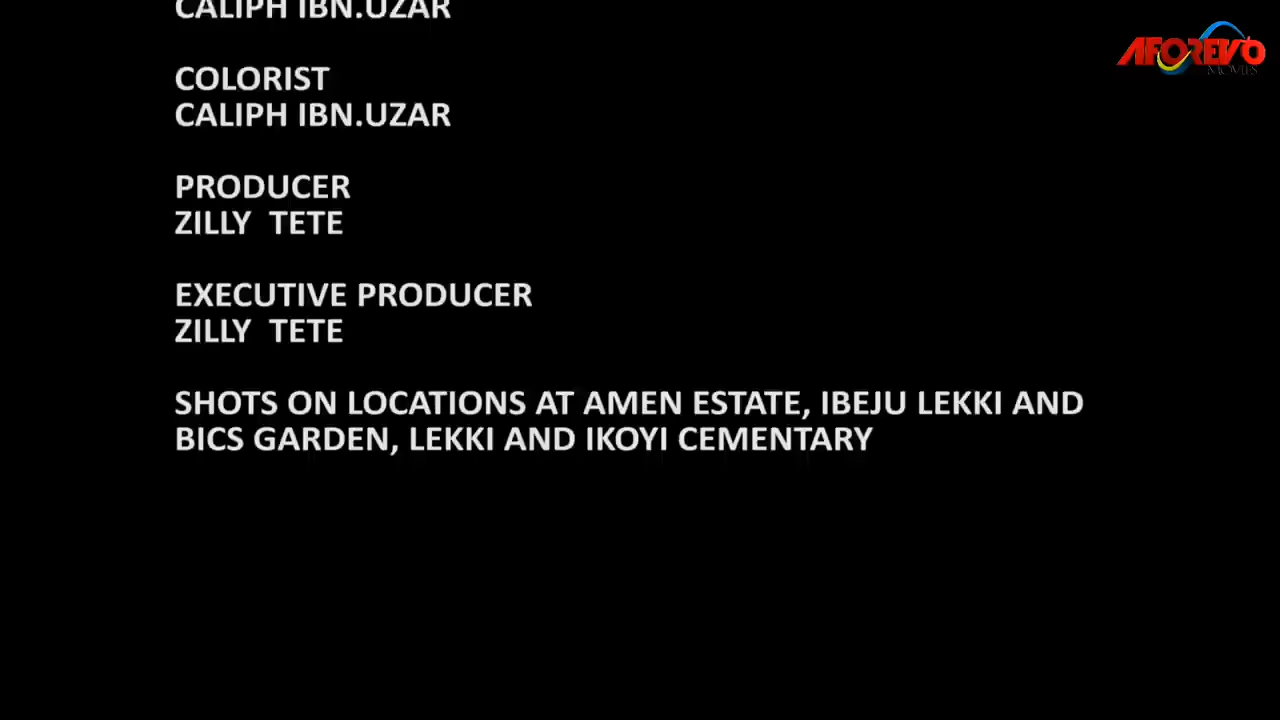 CALIPH IBN.UZAR
AFOREVO
MOVIES
COLORIST
CALIPH IBN.UZAR
PRODUCER
ZILLY  TETE
EXECUTIVE PRODUCER
ZILLY  TETE
SHOTS ON LOCATIONS AT AMEN ESTATE, IBEJU LEKKI AND
BICS GARDEN, LEKKI AND IKOYI CEMENTARY